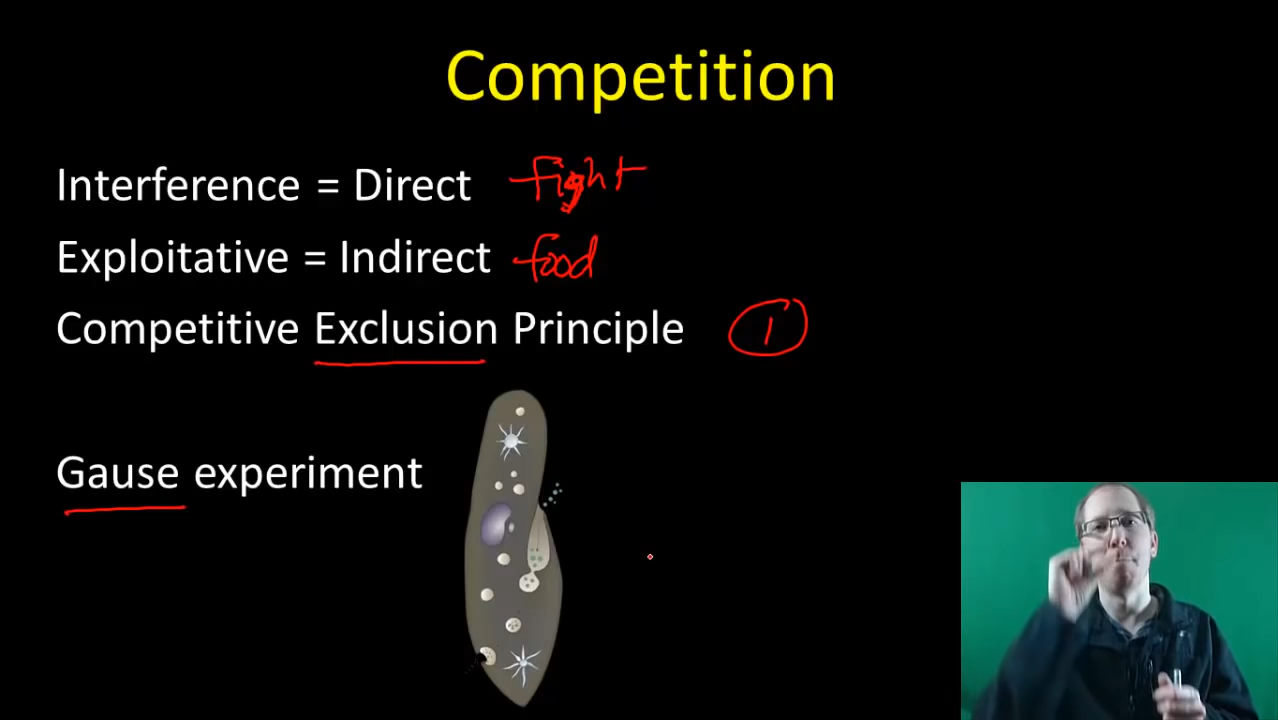 Competition
Interference = Direct fight
Exploitative = Indirect food
Competitive Exclusion Principle 1
Gause experiment